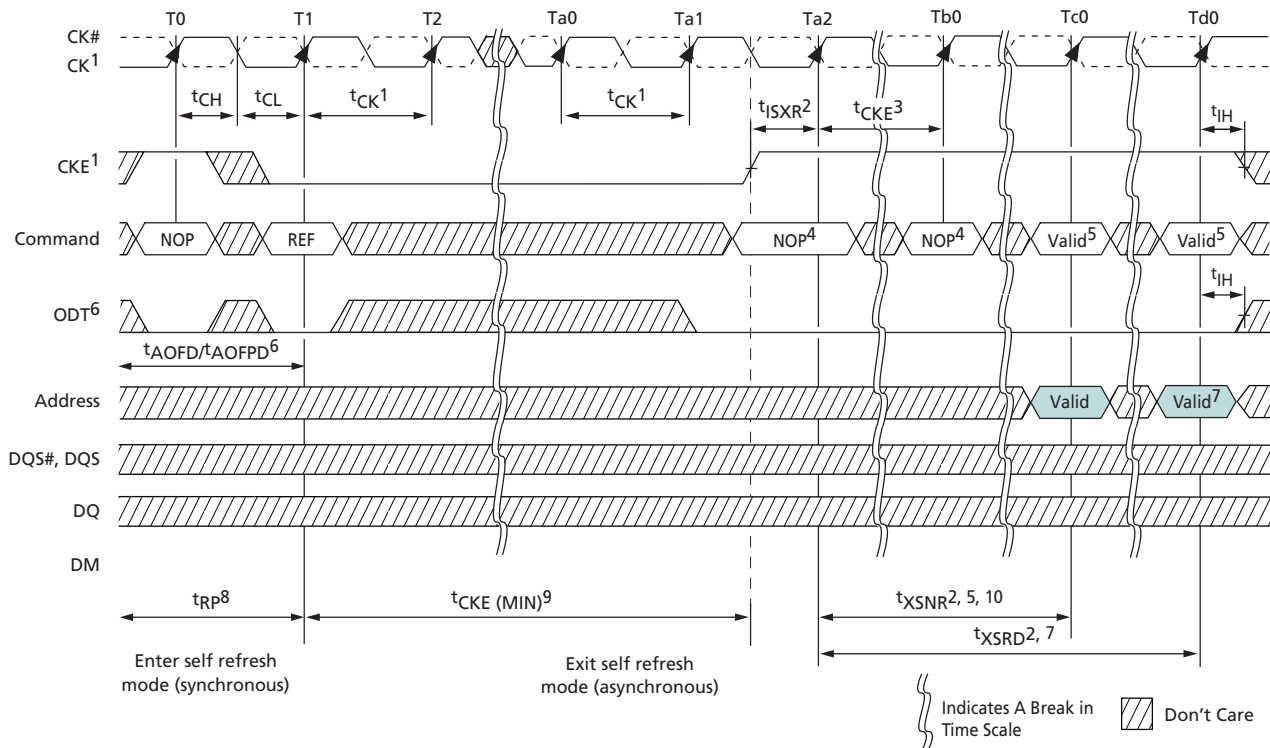 T0 T1 T2 Ta0 Ta1 Ta2 Tb0 Tc0 Td0
CK#
CK1
tCH tCL tCK1 tCK1 tISXR2 tCKE3 tIH
CKE1
Command NOP REF NOP4 NOP4 Valid5 Valid5
tIH
ODT6
tAOFD/tAOFPD6
Address Valid Valid7
DQS#, DQS
DQ
DM
tRP8 tCKE (MIN)9 tXSNR2, 5, 10
tXSRD2, 7
Enter self refresh
mode (synchronous)
Exit self refresh
mode (asynchronous)
Indicates A Break in
Time Scale
Don't Care